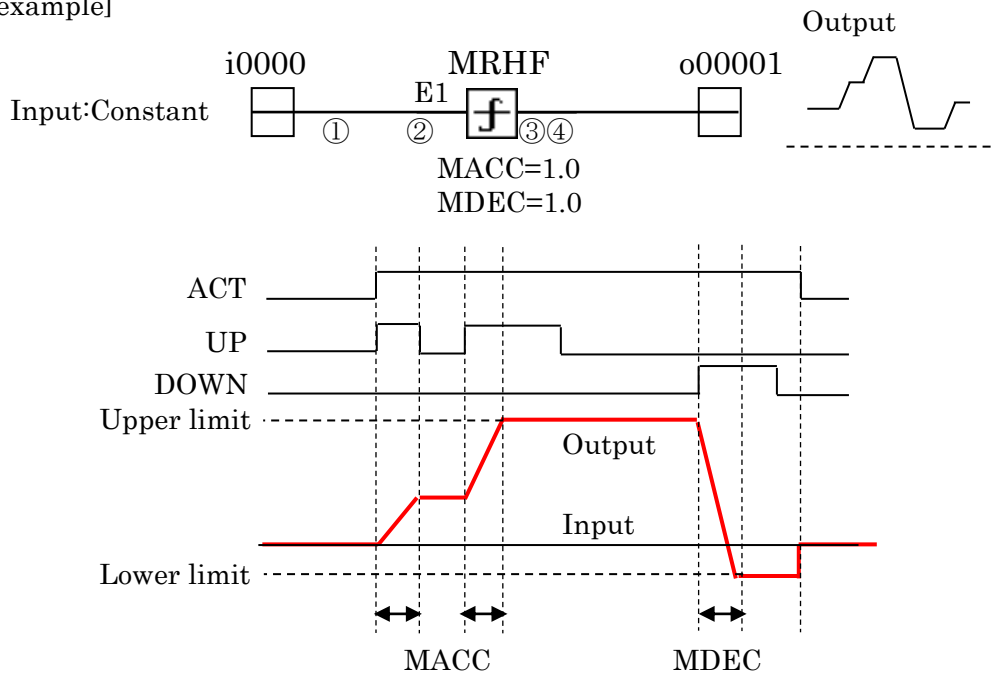 example]
Output
i0000 MRHF o00001
Input:Constant
E1
① ② ③④
MACC=1.0
MDEC=1.0
ACT
UP
DOWN
Upper limit
Output
Input
Lower limit
MACC MDEC